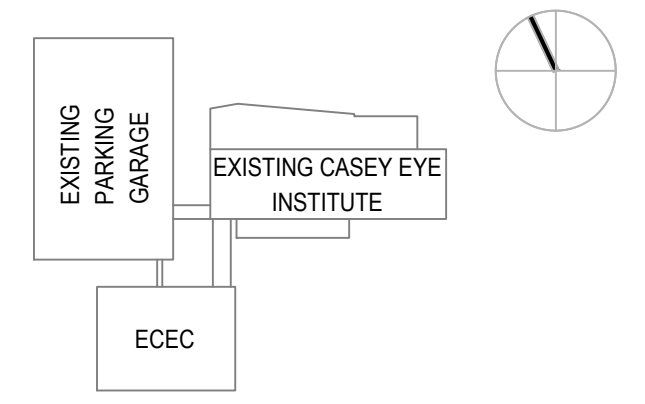 EXISTING
PARKING
GARAGE
EXISTING CASEY EYE
INSTITUTE
ECEC